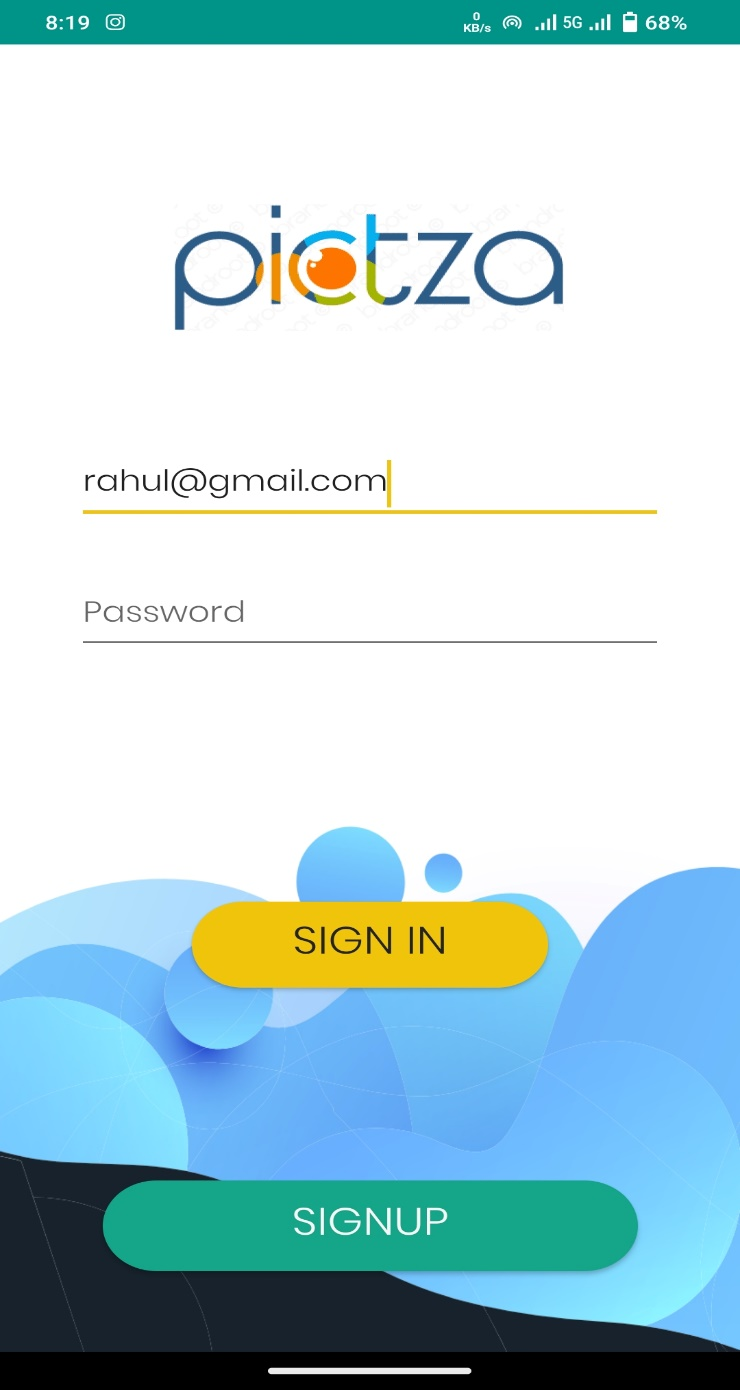 8:19
0
KB/s
5G
68%
pictza
rahul@gmail.com
Password
SIGN IN
SIGNUP